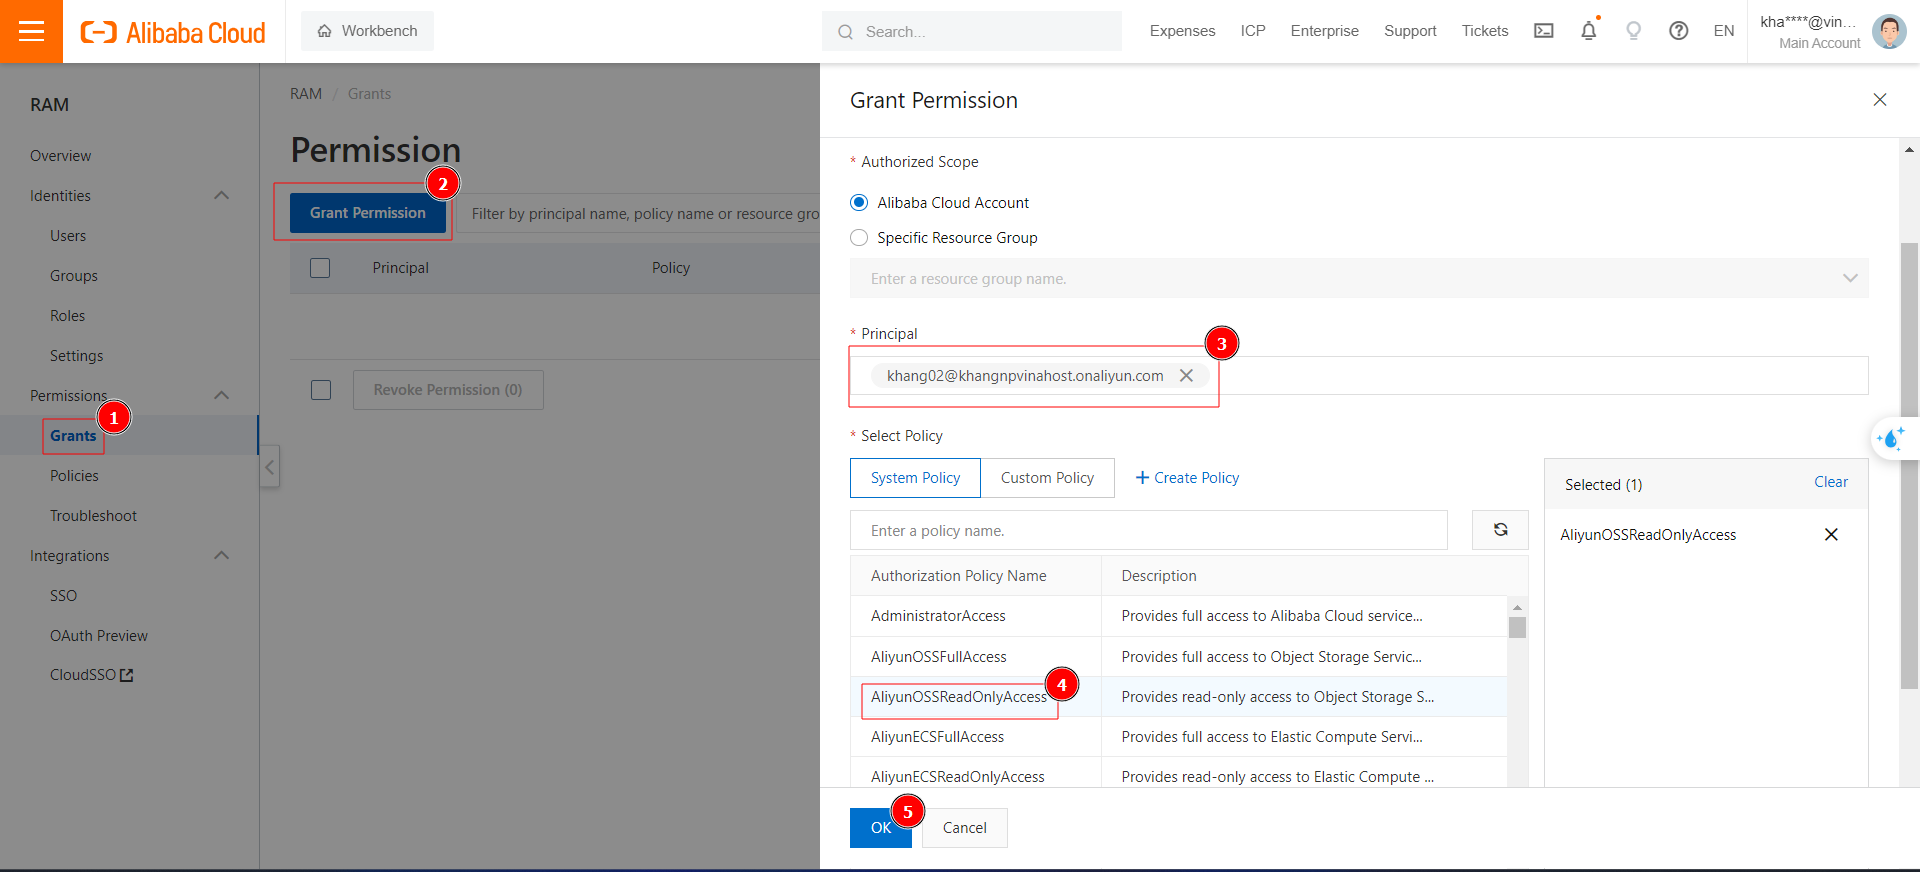 Alibaba Cloud
Workbench
Search...
Expenses
ICP
Enterprise
Support
Tickets
EN
kha****@vin...
Main Account
RAM
Overview
Identities
Users
Groups
Roles
Settings
Permissions
1
Grants
Policies
Troubleshoot
Integrations
SSO
OAuth Preview
CloudSSO
RAM / Grants
Permission
2
Grant Permission
Filter by principal name, policy name or resource gro
Principal
Policy
Revoke Permission (0)
Grant Permission
* Authorized Scope
Alibaba Cloud Account
Specific Resource Group
Enter a resource group name.
* Principal
3
khang02@khangnpvinahost.onaliyun.com
* Select Policy
System Policy
Custom Policy
+ Create Policy
Enter a policy name.
Authorization Policy Name
Description
AdministratorAccess
Provides full access to Alibaba Cloud service...
AliyunOSSFullAccess
Provides full access to Object Storage Servic...
4
AliyunOSSReadOnlyAccess
Provides read-only access to Object Storage S...
AliyunECSFullAccess
Provides full access to Elastic Compute Servi...
AliyunECSReadOnlyAccess
Provides read-only access to Elastic Compute ...
Selected (1)
Clear
AliyunOSSReadOnlyAccess
5
OK
Cancel